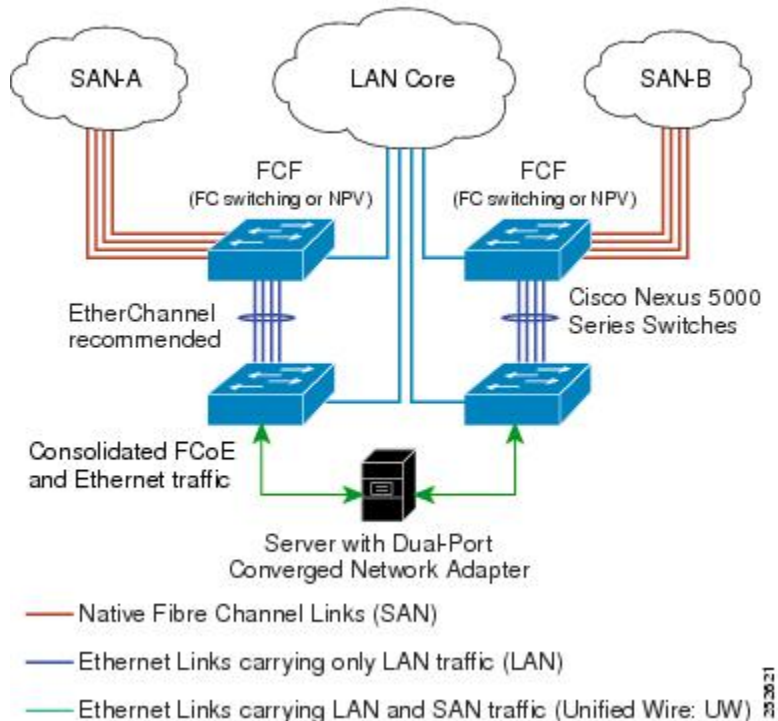 SAN-A
LAN Core
SAN-B
FCF
(FC switching or NPV)
FCF
(FC switching or NPV)
EtherChannel
recommended
Cisco Nexus 5000
Series Switches
Consolidated FCoE
and Ethernet traffic
Server with Dual-Port
Converged Network Adapter
Native Fibre Channel Links (SAN)
Ethernet Links carrying only LAN traffic (LAN)
Ethernet Links carrying LAN and SAN traffic (Unified Wire: UW)